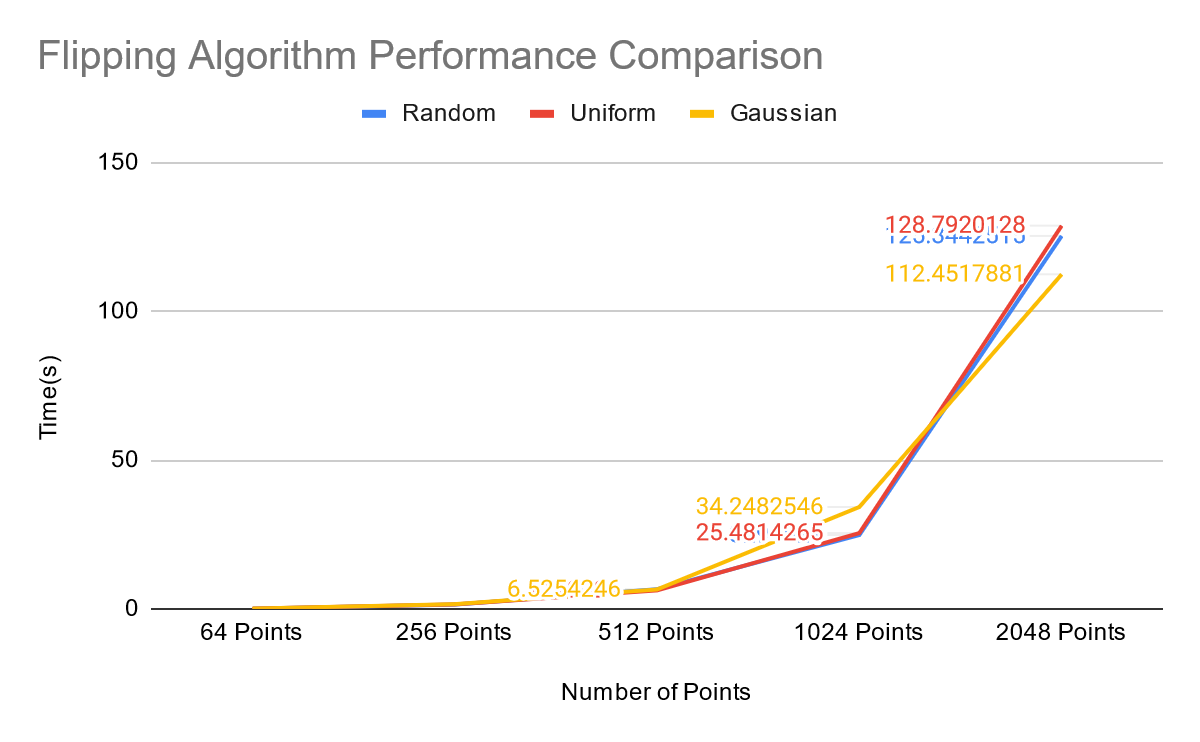 Flipping Algorithm Performance Comparison
Random Uniform Gaussian
150
128.7920128
112.4517881
100
Time(s)
50
34.2482546
25.4814265
6.5254246
0
64 Points 256 Points 512 Points 1024 Points 2048 Points
Number of Points